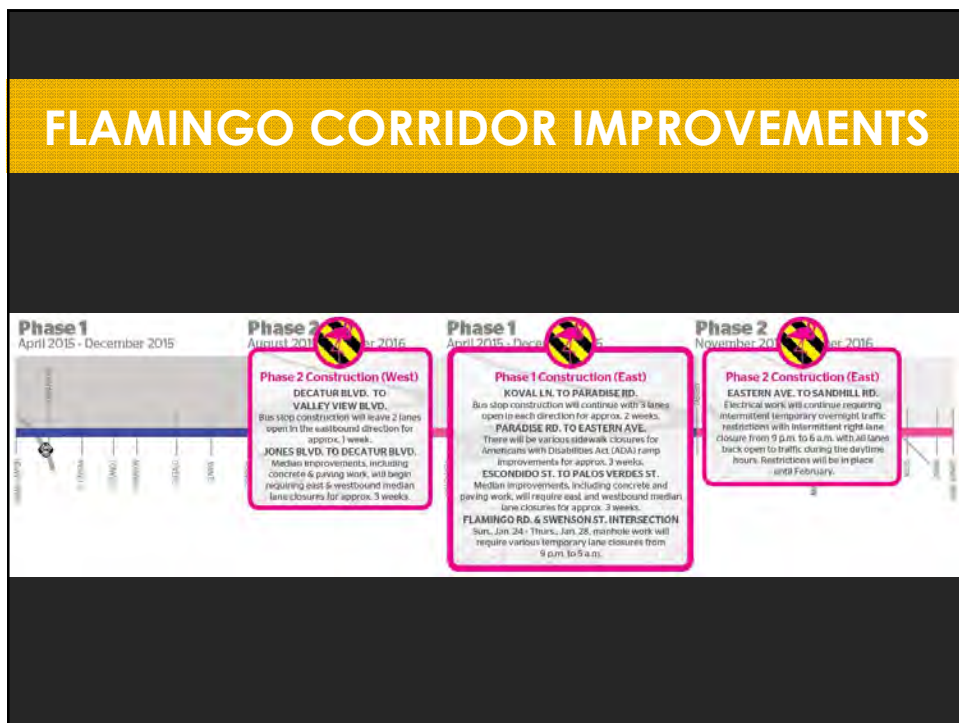 FLAMINGO CORRIDOR IMPROVEMENTS
Phase 1
April 2015 - December 2015
Phase 2
August 201 2016
Phase 2 Construction (West)
DECATUR BLVD. TO
VALLEY VIEW BLVD.
Bus stop construction will leave 2 lanes
open in the eastbound direction for
approx. 1 week.
JONES BLVD. TO DECATUR BLVD.
Median improvements, including
concrete & paving work, will begin
requiring east & westbound median
lane closures for approx. 3 weeks.
Phase 1
April 2015 - Dece
Phase 1 Construction (East)
KOVAL LN. TO PARADISE RD.
Bus stop construction will continue with 3 lanes
open in each direction for approx. 2 weeks.
PARADISE RD. TO EASTERN AVE.
There will be various sidewalk closures for
Americans with Disabilities Act (ADA) ramp
improvements for approx. 3 weeks.
ESCONDIDO ST. TO PALOS VERDES ST.
Median improvements, including concrete and
paving work, will require east and westbound median
lane closures for approx. 3 weeks.
FLAMINGO RD. & SWENSON ST. INTERSECTION
Sun., Jan. 24 - Thurs., Jan. 28, manhole work will
require various temporary lane closures from
9 p.m. to 5 a.m.
Phase 2
November 201 2016
Phase 2 Construction (East)
EASTERN AVE. TO SANDHILL RD.
Electrical work will continue requiring
intermittent temporary overnight traffic
restrictions with intermittent right lane
closure from 9 p.m. to 6 a.m. with all lanes
back open to traffic during the daytime
hours. Restrictions will be in place
until February.